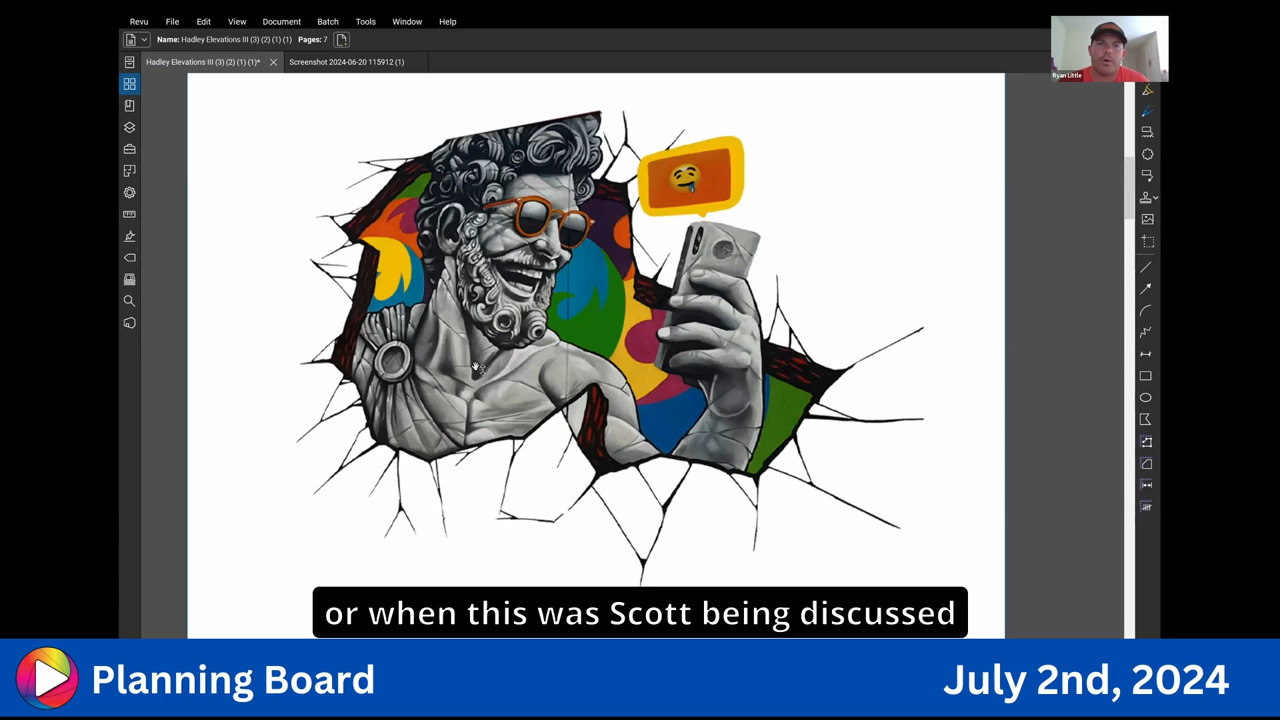 Revu File Edit View Document Batch Tools Window Help
Name: Hadley Elevations III (3) (2) (1) (1) Pages: 7
Hadley Elevations III (3) (2) (1) (1)* Screenshot 2024-06-20 115912 (1)
Ryan Little
or when this was Scott being discussed
Planning Board July 2nd, 2024